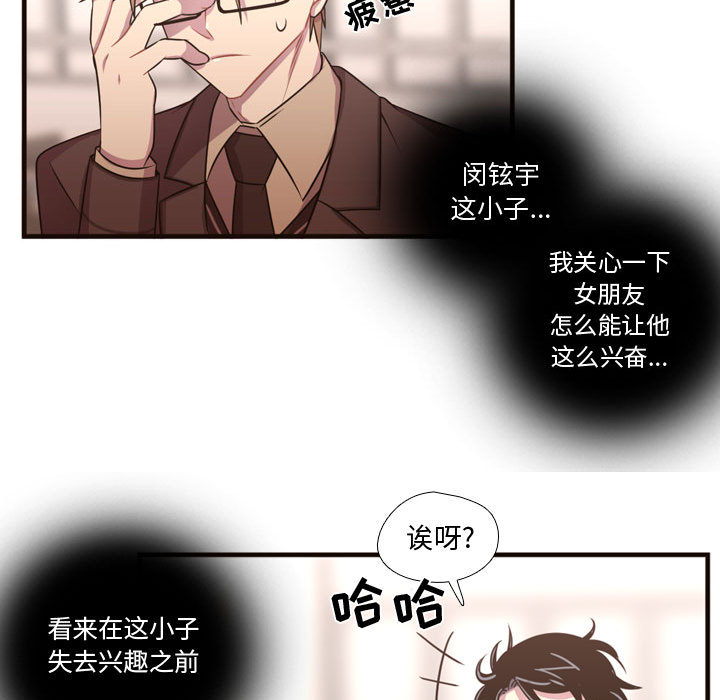 疲惫
闵铉宇
这小子...
我关心一下
女朋友
怎么能让他
这么兴奋...
诶呀?
哈哈
看来在这小子
失去兴趣之前